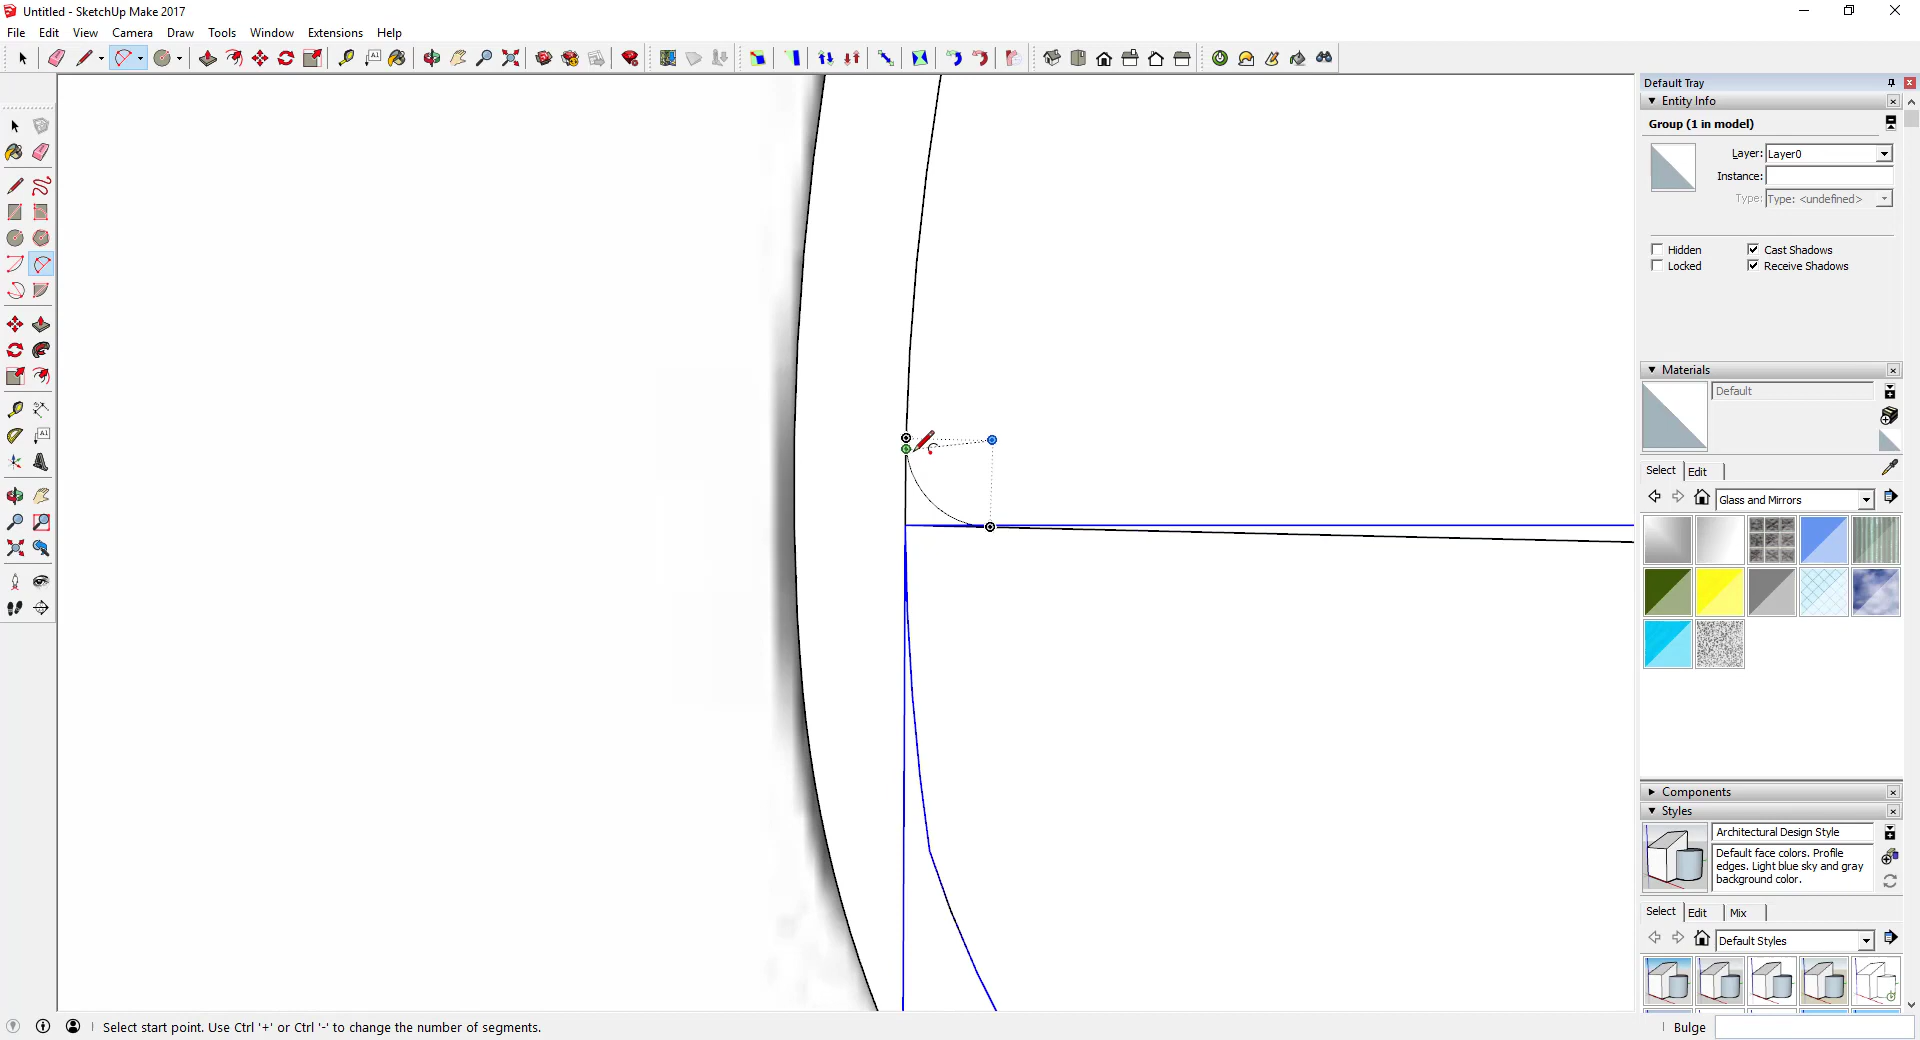 Untitled - SketchUp Make 2017
File Edit View Camera Draw Tools Window Extensions Help
Default Tray
Entity Info
Group (1 in model)
Layer: Layer0
Instance:
Type: Type: <undefined>
Hidden Cast Shadows
Locked Receive Shadows
Materials
Default
Select Edit
Glass and Mirrors
Components
Styles
Architectural Design Style
Default face colors. Profile
edges. Light blue sky and gray
background color.
Select Edit Mix
Default Styles
Select start point. Use Ctrl '+' or Ctrl '-' to change the number of segments.
Bulge